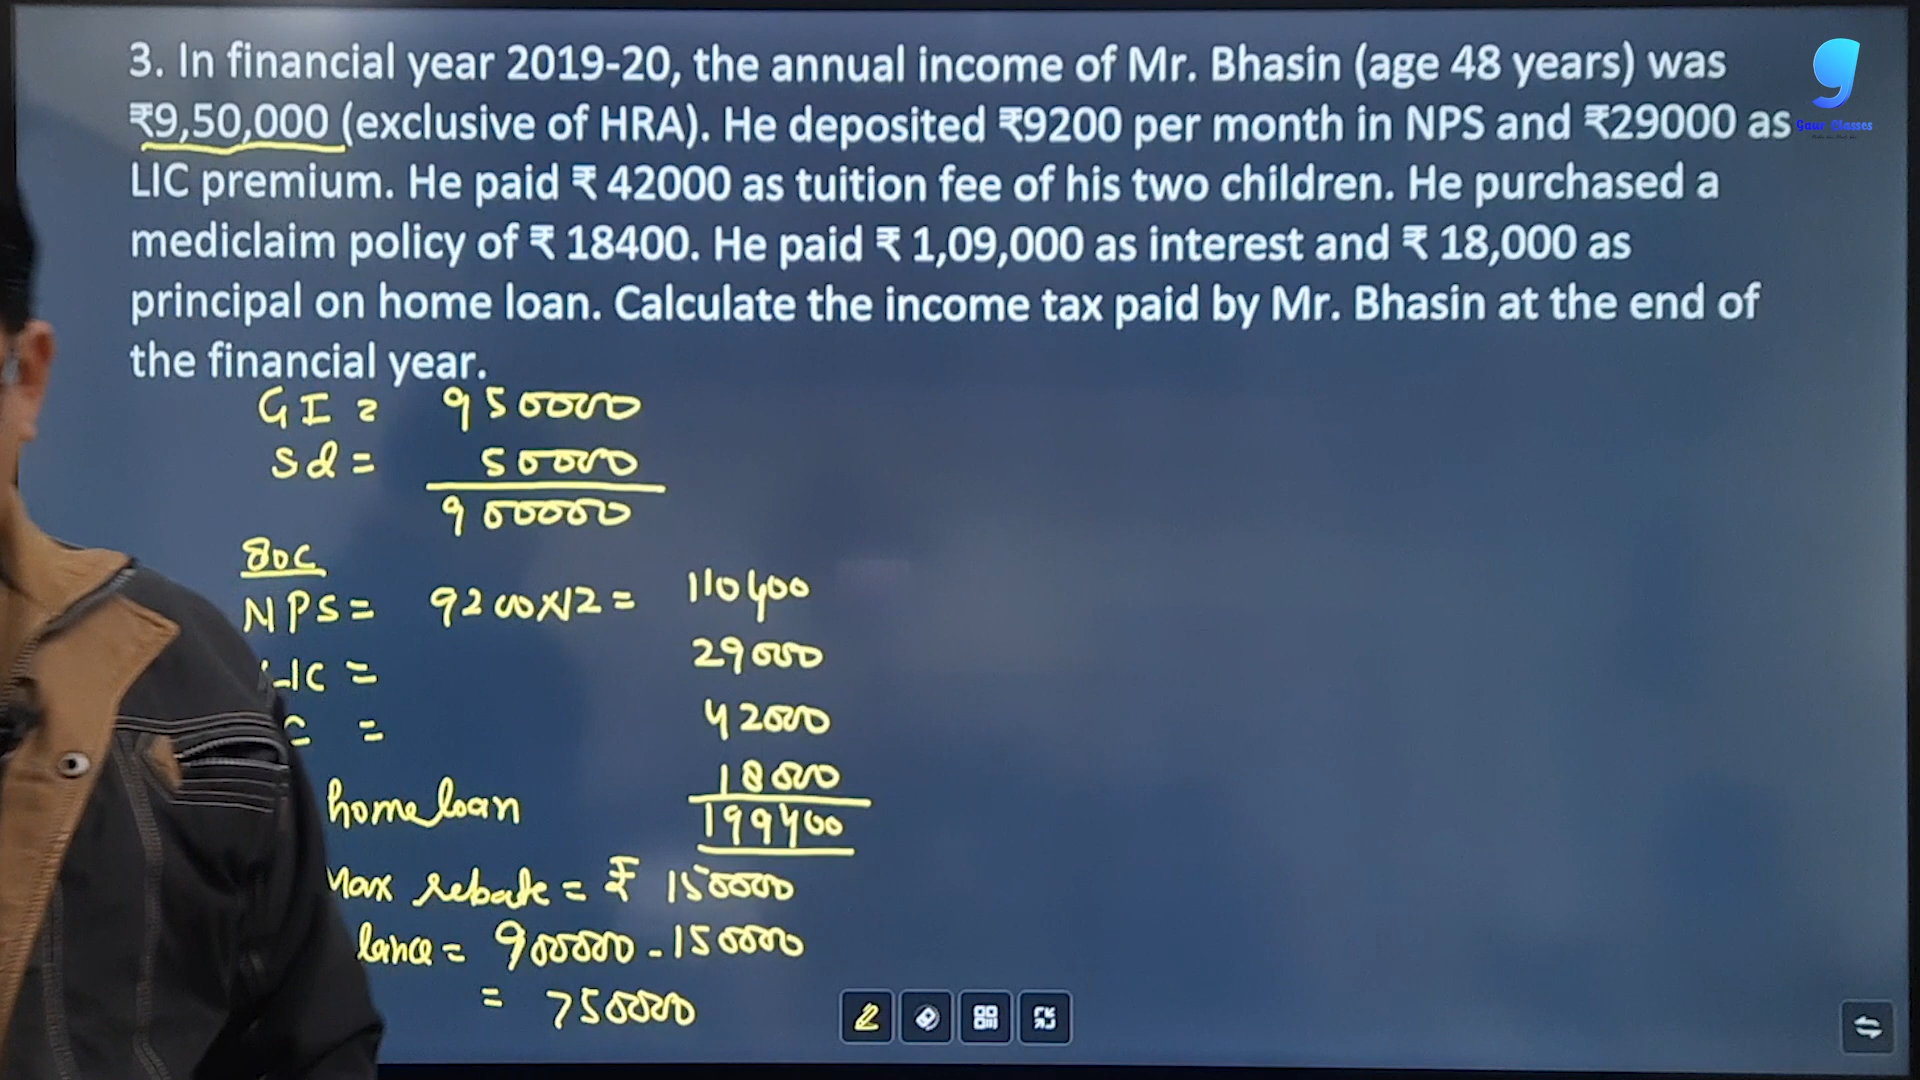 3. In financial year 2019-20, the annual income of Mr. Bhasin (age 48 years) was
₹9,50,000 (exclusive of HRA). He deposited ₹9200 per month in NPS and ₹29000 as
LIC premium. He paid ₹ 42000 as tuition fee of his two children. He purchased a
mediclaim policy of ₹ 18400. He paid ₹ 1,09,000 as interest and ₹ 18,000 as
principal on home loan. Calculate the income tax paid by Mr. Bhasin at the end of
the financial year.
Gaur Classes
GI = 950000
Sd = 50000
900000
80C
NPS = 9200×12 = 110400
LIC = 29000
= 42000
home loan 18000
199400
Max rebate = ₹ 150000
lance = 900000 - 150000
= 750000